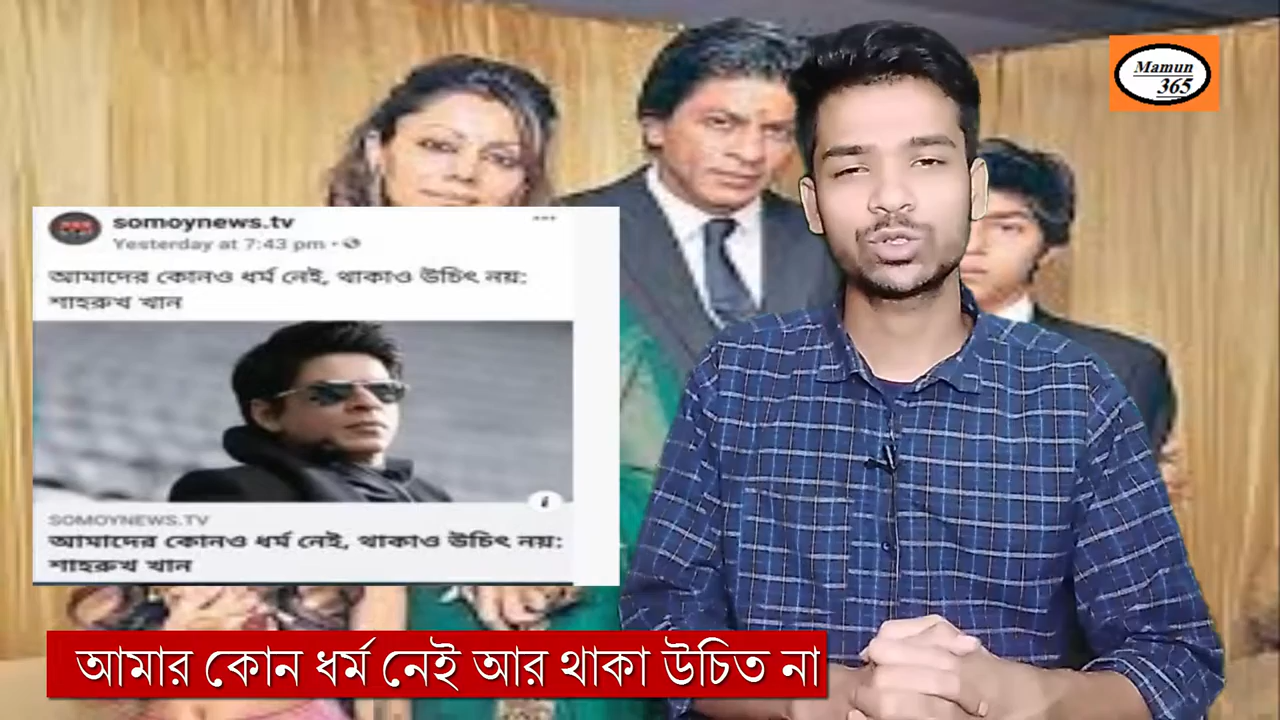 Mamun
365
somoynews.tv
Yesterday at 7:43 pm
আমাদের কোনও ধর্ম নেই, থাকাও উচিৎ নয়:
শাহরুখ খান
SOMOYNEWS.TV
আমাদের কোনও ধর্ম নেই, থাকাও উচিৎ নয়:
শাহরুখ খান
আমার কোন ধর্ম নেই আর থাকা উচিত না